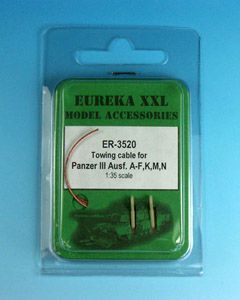 EUREKA XXL
MODEL ACCESSORIES
ER-3520
Towing cable for
Panzer III Ausf. A-F,K,M,N
1:35 scale